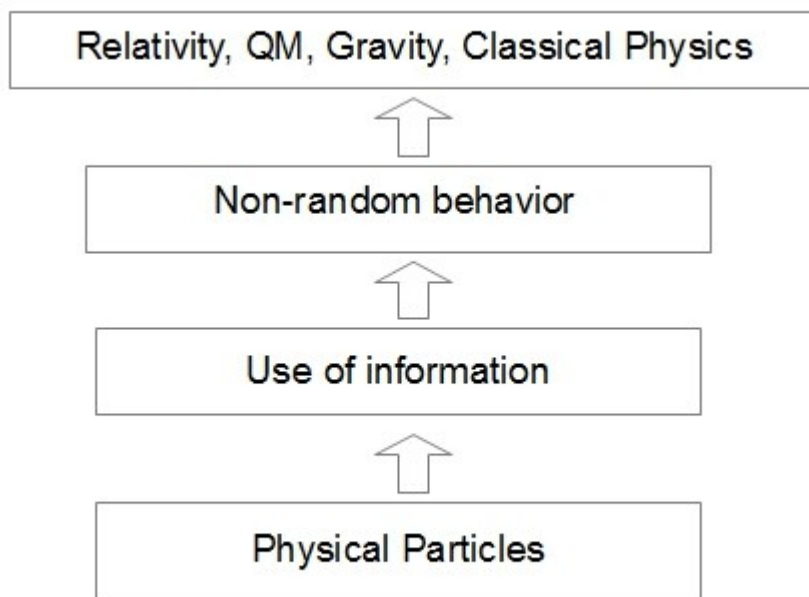 Relativity, QM, Gravity, Classical Physics
Non-random behavior
Use of information
Physical Particles